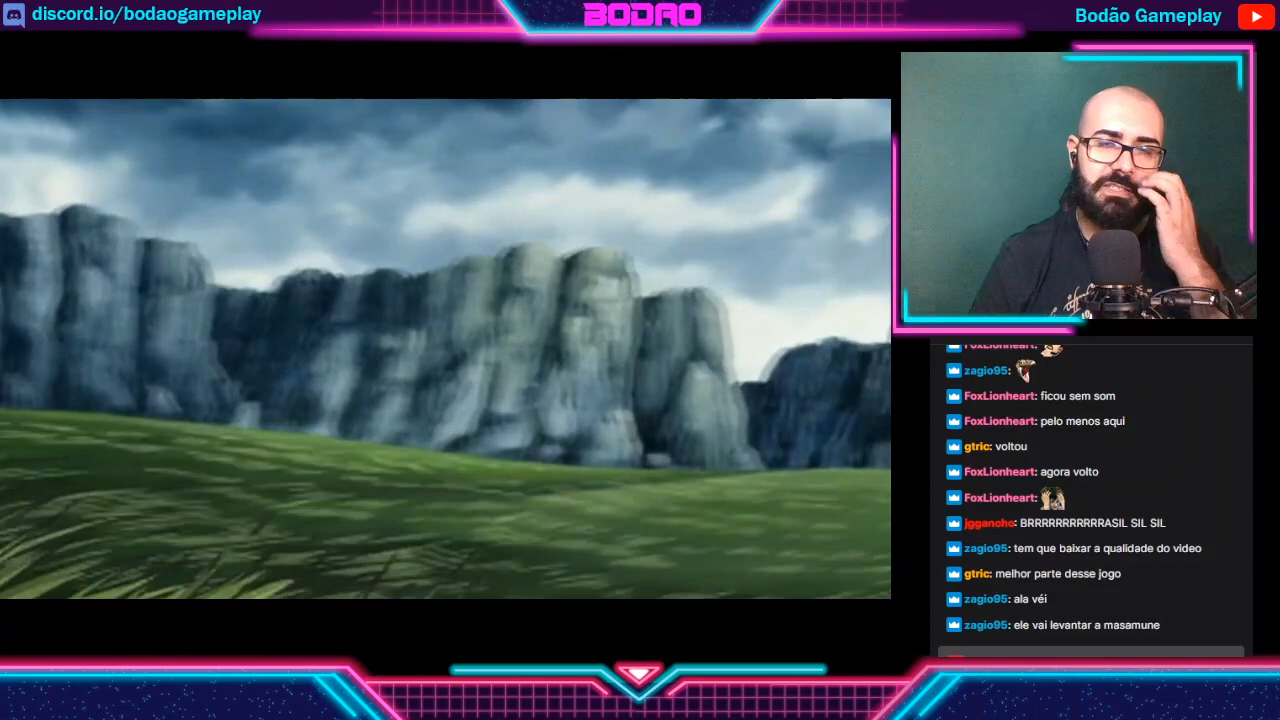 discord.io/bodaogameplay
BODAO
Bodão Gameplay
FoxLionheart:
zagio95:
FoxLionheart: ficou sem som
FoxLionheart: pelo menos aqui
gtric: voltou
FoxLionheart: agora volto
FoxLionheart:
jggancho: BRRRRRRRRRRRASIL SIL SIL
zagio95: tem que baixar a qualidade do video
gtric: melhor parte desse jogo
zagio95: ala véi
zagio95: ele vai levantar a masamune